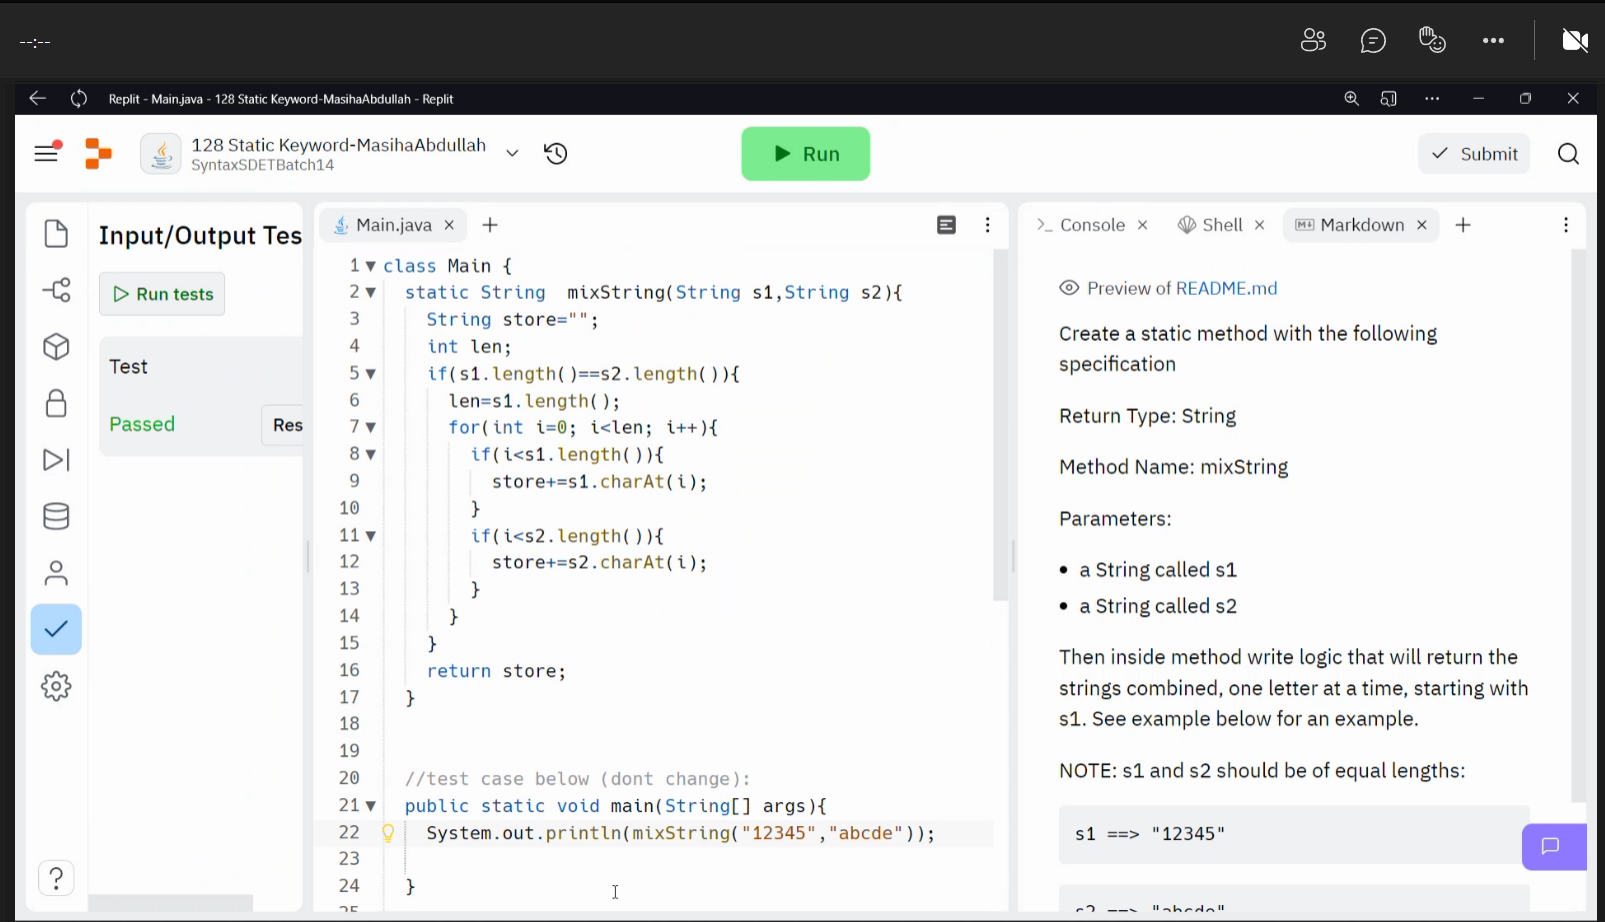 --:--
Replit - Main.java - 128 Static Keyword-MasihaAbdullah - Replit
128 Static Keyword-MasihaAbdullah
SyntaxSDETBatch14
Run
Submit
Input/Output Tes
Run tests
Test
Passed
Res
Main.java
1 class Main {
2 static String  mixString(String s1,String s2){
3 String store="";
4 int len;
5 if(s1.length()==s2.length()){
6 len=s1.length();
7 for(int i=0; i<len; i++){
8 if(i<s1.length()){
9 store+=s1.charAt(i);
10 }
11 if(i<s2.length()){
12 store+=s2.charAt(i);
13 }
14 }
15 }
16 return store;
17 }
18
19
20 //test case below (dont change):
21 public static void main(String[] args){
22 System.out.println(mixString("12345","abcde"));
23
24 }
25
Console
Shell
Markdown
Preview of README.md
Create a static method with the following
specification
Return Type: String
Method Name: mixString
Parameters:
• a String called s1
• a String called s2
Then inside method write logic that will return the
strings combined, one letter at a time, starting with
s1. See example below for an example.
NOTE: s1 and s2 should be of equal lengths:
s1 ==> "12345"
s2 ==> "abcde"
?